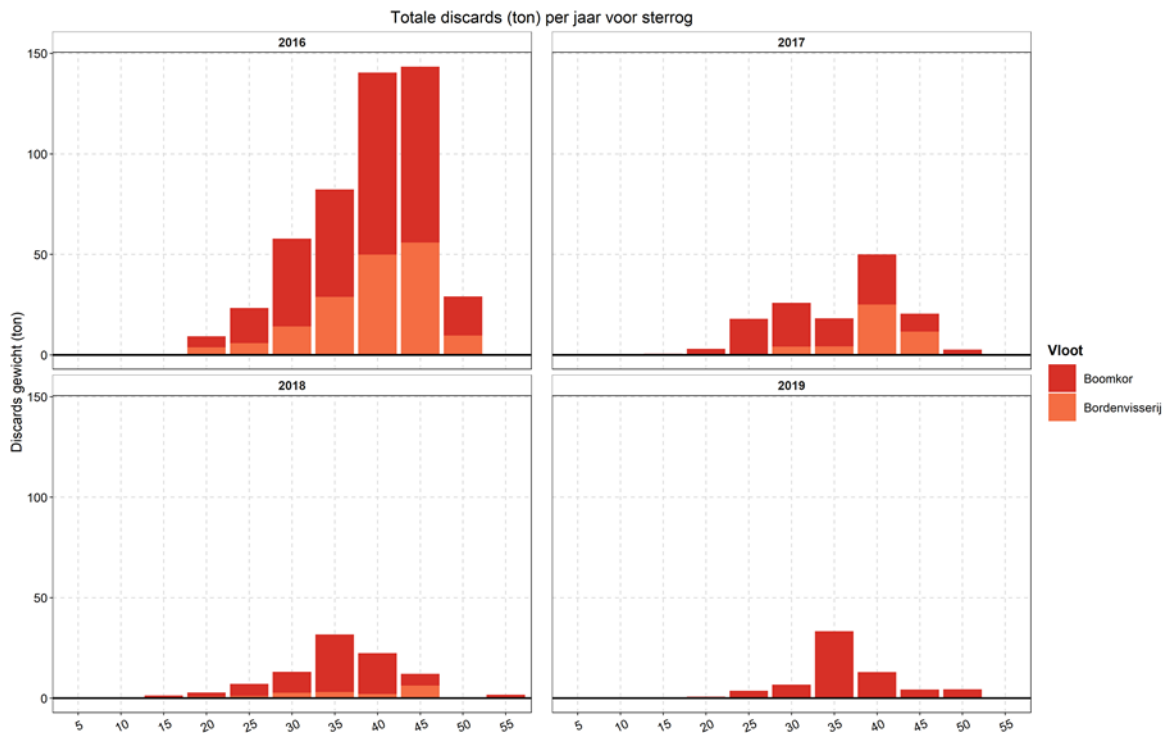 Totale discards (ton) per jaar voor sterrog
2016
2017
150
100
50
0
2018
2019
150
100
50
0
5 10 15 20 25 30 35 40 45 50 55
5 10 15 20 25 30 35 40 45 50 55
Discards gewicht (ton)
Vloot
Boomkor
Bordenvisserij